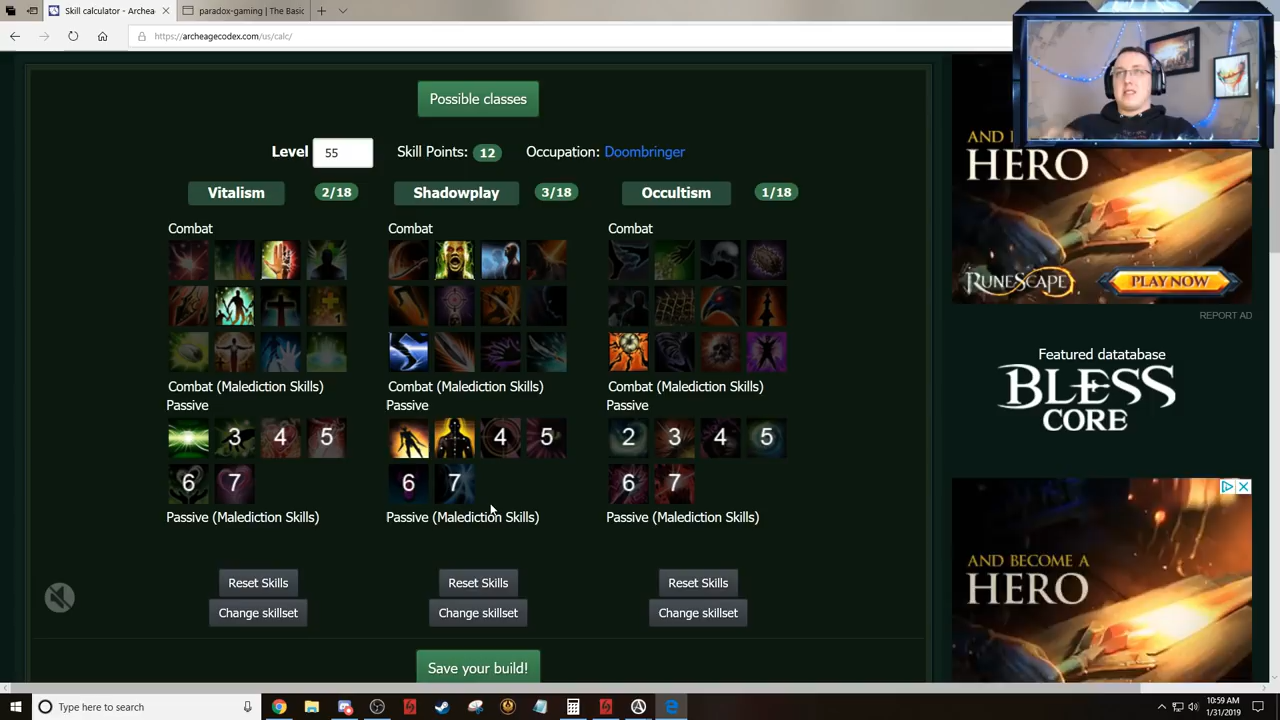 Skill calculator - Archea
paradox-gaming | The Basic
https://archeagecodex.com/us/calc/
Possible classes
Level 55 Skill Points: 12 Occupation: Doombringer
Vitalism 2/18 Shadowplay 3/18 Occultism 1/18
Combat Combat Combat
1
Combat (Malediction Skills) Combat (Malediction Skills) Combat (Malediction Skills)
Passive Passive Passive
3 4 5 4 5 2 3 4 5
6 7 6 7 6 7
Passive (Malediction Skills) Passive (Malediction Skills) Passive (Malediction Skills)
Reset Skills Reset Skills Reset Skills
Change skillset Change skillset Change skillset
Save your build!
HERO
RUNESCAPE
PLAY NOW
REPORT AD
Featured datatabase
BLESS
CORE
AND BECOME A
HERO
Type here to search
10:59 AM
1/31/2019